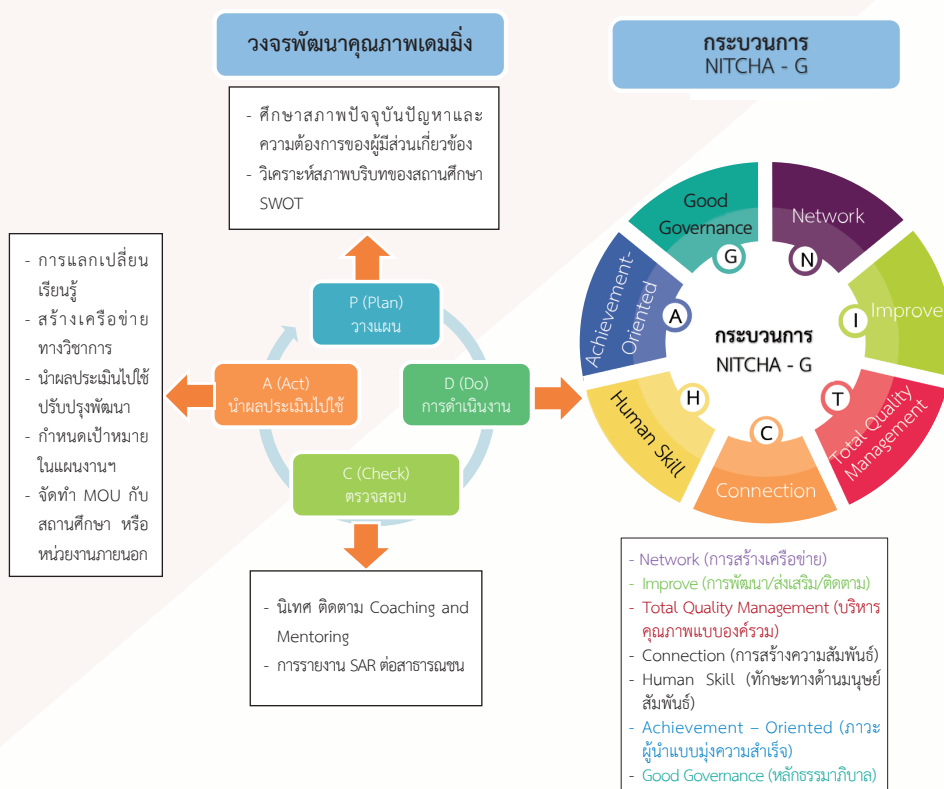 วงจรพัฒนาคุณภาพเดมมิ่ง
กระบวนการ
NITCHA - G
- ศึกษาสภาพปัจจุบันปัญหาและ
ความต้องการของผู้มีส่วนเกี่ยวข้อง
- วิเคราะห์สภาพบริบทของสถานศึกษา
SWOT
- การแลกเปลี่ยน
เรียนรู้
- สร้างเครือข่าย
ทางวิชาการ
- นำผลประเมินไปใช้
ปรับปรุงพัฒนา
- กำหนดเป้าหมาย
ในแผนงานฯ
- จัดทำ MOU กับ
สถานศึกษา หรือ
หน่วยงานภายนอก
P (Plan)
วางแผน
A (Act)
นำผลประเมินไปใช้
D (Do)
การดำเนินงาน
C (Check)
ตรวจสอบ
- นิเทศ ติดตาม Coaching and
Mentoring
- การรายงาน SAR ต่อสาธารณชน
Good
Governance
G
Network
N
Improve
I
Total Quality
Management
T
Connection
C
Human Skill
H
Achievement-
Oriented
A
กระบวนการ
NITCHA - G
- Network (การสร้างเครือข่าย)
- Improve (การพัฒนา/ส่งเสริม/ติดตาม)
- Total Quality Management (บริหาร
คุณภาพแบบองค์รวม)
- Connection (การสร้างความสัมพันธ์)
- Human Skill (ทักษะทางด้านมนุษย์
สัมพันธ์)
- Achievement – Oriented (ภาวะ
ผู้นำแบบมุ่งความสำเร็จ)
- Good Governance (หลักธรรมาภิบาล)